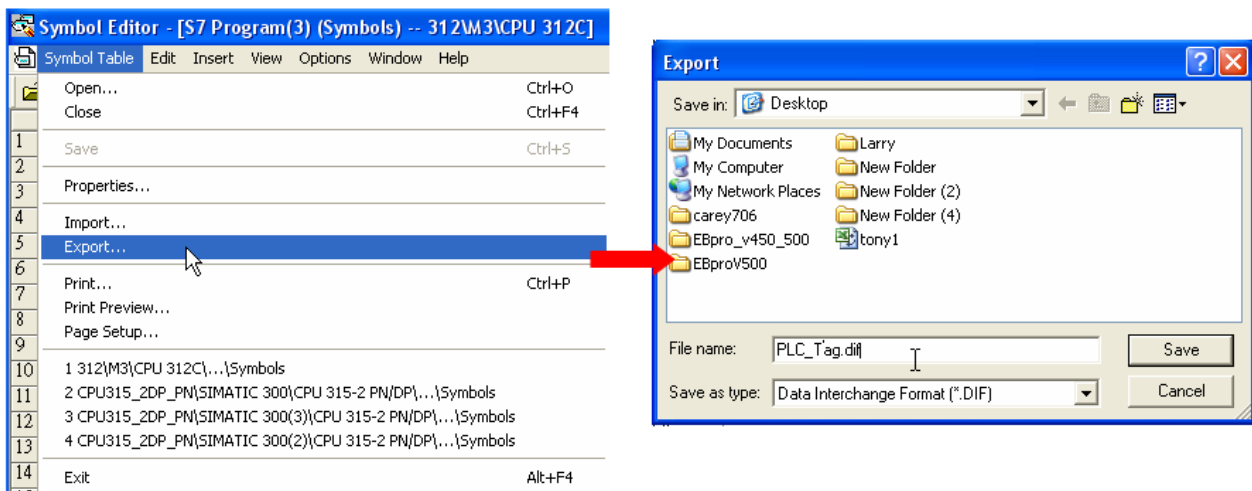 Symbol Editor - [S7 Program(3) (Symbols) -- 312\M3\CPU 312C]
Symbol Table Edit Insert View Options Window Help
Open... Ctrl+O
Close Ctrl+F4
1
Save Ctrl+S
2
Properties...
3
4
Import...
5
Export...
6
Print... Ctrl+P
7
Print Preview...
8
Page Setup...
9
10 1 312\M3\CPU 312C\...\Symbols
11 2 CPU315_2DP_PN\SIMATIC 300\CPU 315-2 PN/DP\...\Symbols
12 3 CPU315_2DP_PN\SIMATIC 300(3)\CPU 315-2 PN/DP\...\Symbols
13 4 CPU315_2DP_PN\SIMATIC 300(2)\CPU 315-2 PN/DP\...\Symbols
14 Exit Alt+F4
Export
Save in: Desktop
My Documents Larry
My Computer New Folder
My Network Places New Folder (2)
carey706 New Folder (4)
EBpro_v450_500 tony1
EBproV500
File name: PLC_Tag.dif Save
Save as type: Data Interchange Format (*.DIF) Cancel